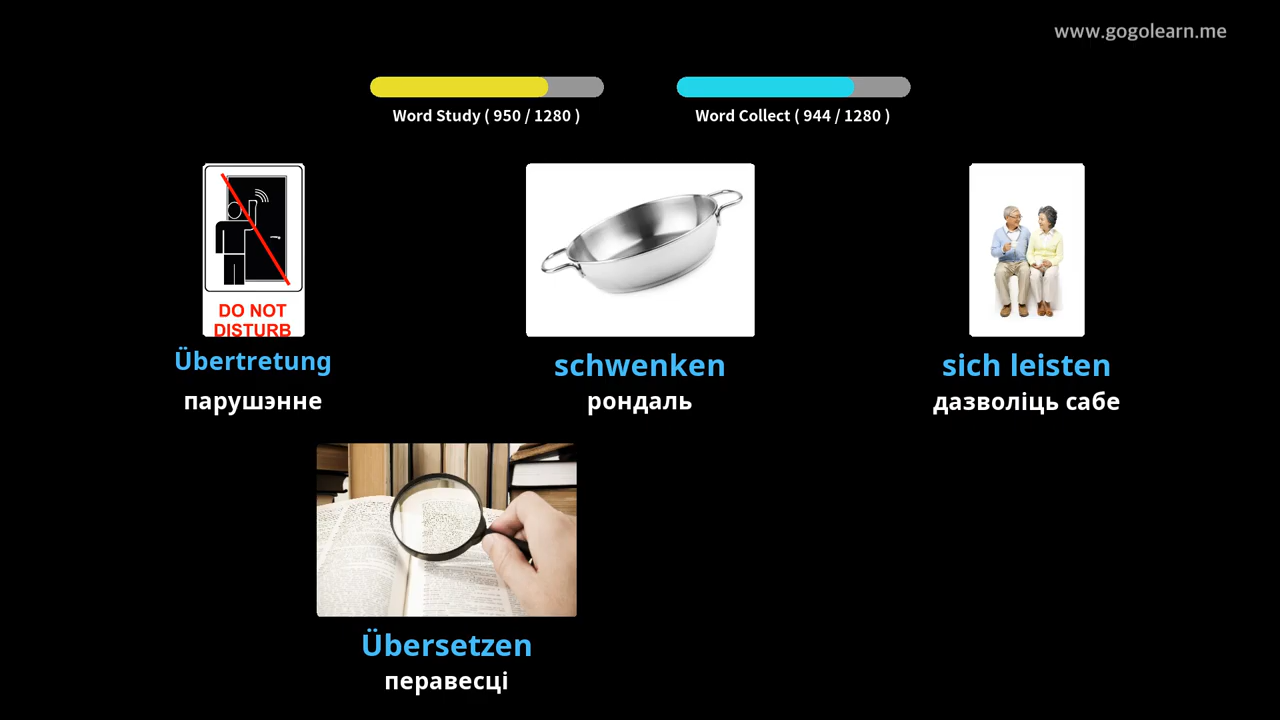 www.gogolearn.me
Word Study ( 950 / 1280 )
Word Collect ( 944 / 1280 )
DO NOT
DISTURB
Übertretung
парушэнне
schwenken
рондаль
sich leisten
дазволіць сабе
Übersetzen
перавесці